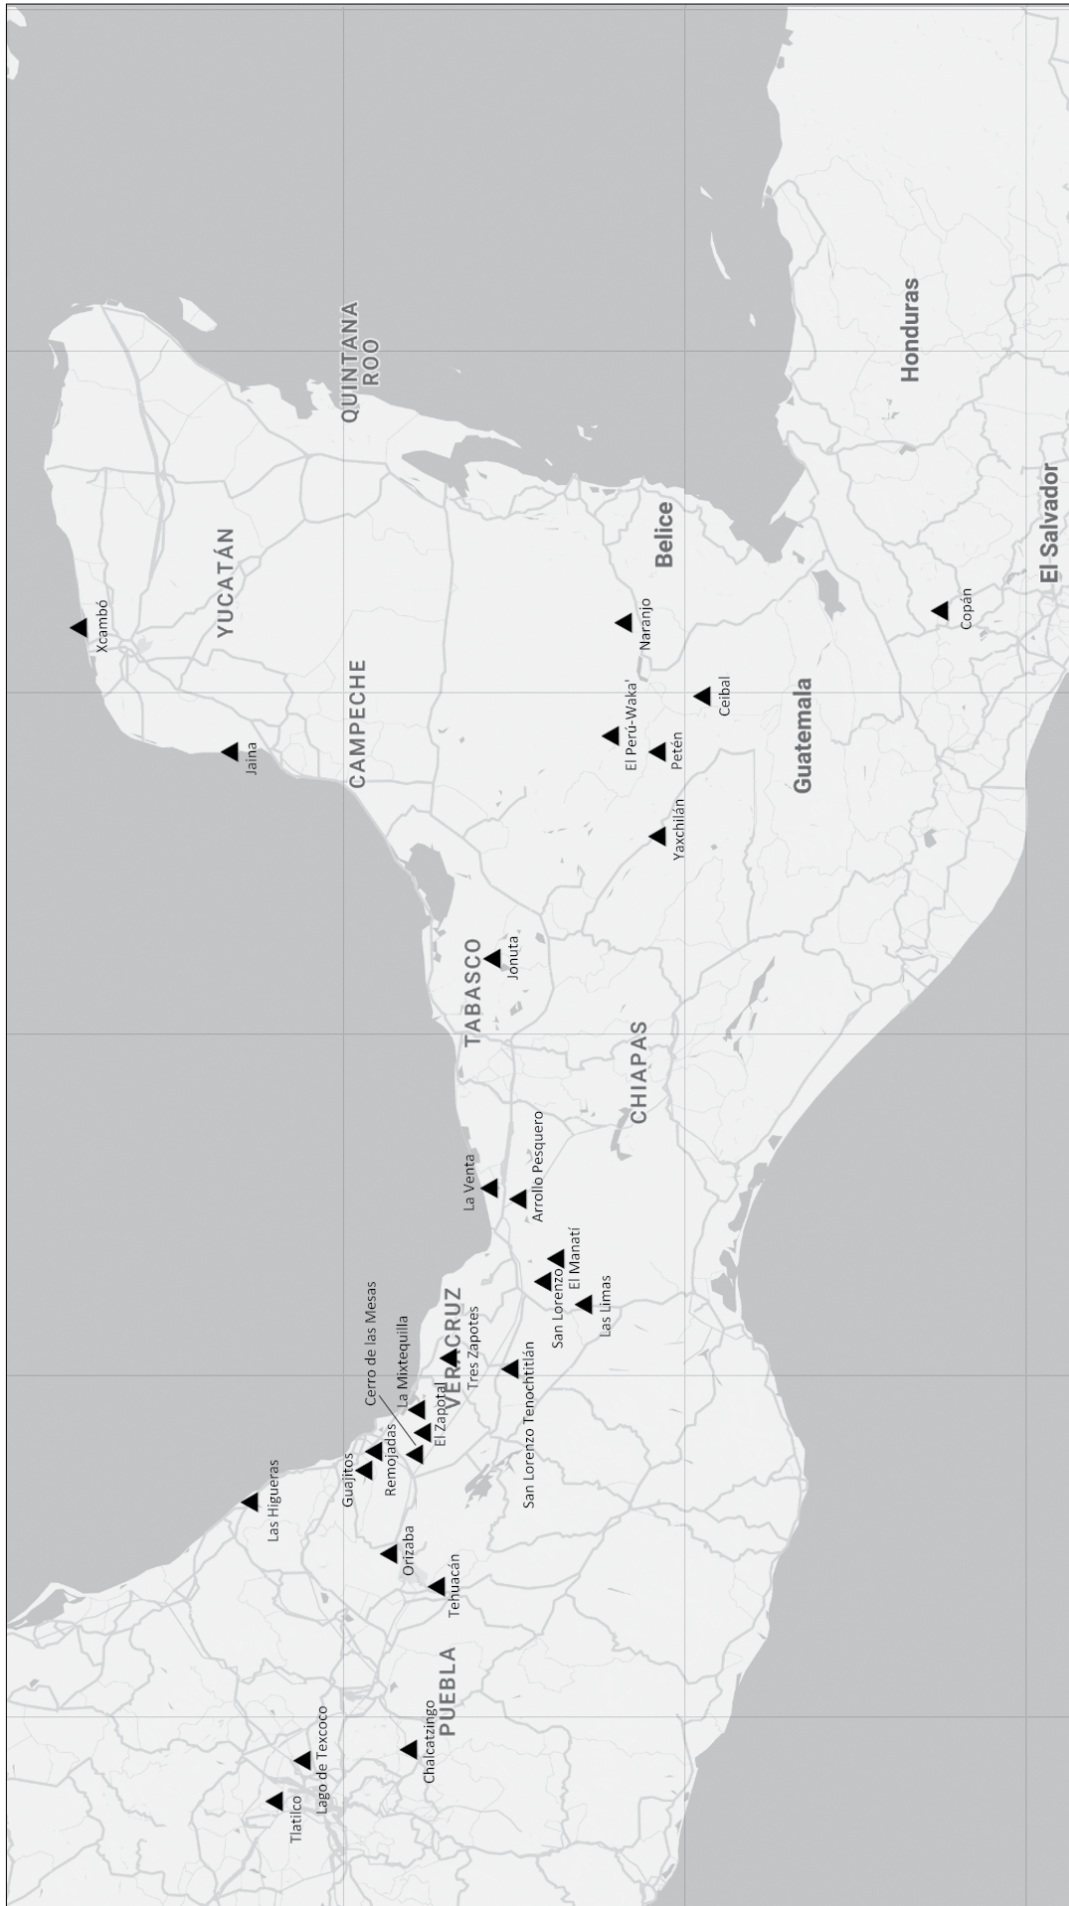 Xcambó
Jaina
YUCATÁN
QUINTANA
ROO
CAMPECHE
Belice
Naranjo
El Perú-Waka'
Petén
Ceibal
Yaxchilán
Guatemala
Honduras
El Salvador
Copán
TABASCO
Jonuta
CHIAPAS
La Venta
Arrollo Pesquero
El Manatí
San Lorenzo
Las Limas
VERACRUZ
Tres Zapotes
San Lorenzo Tenochtitlán
Cerro de las Mesas
La Mixtequilla
El Zapotal
Remojadas
Guajitos
Las Higueras
Orizaba
Tehuacán
PUEBLA
Chalcatzingo
Lago de Texcoco
Tlatilco